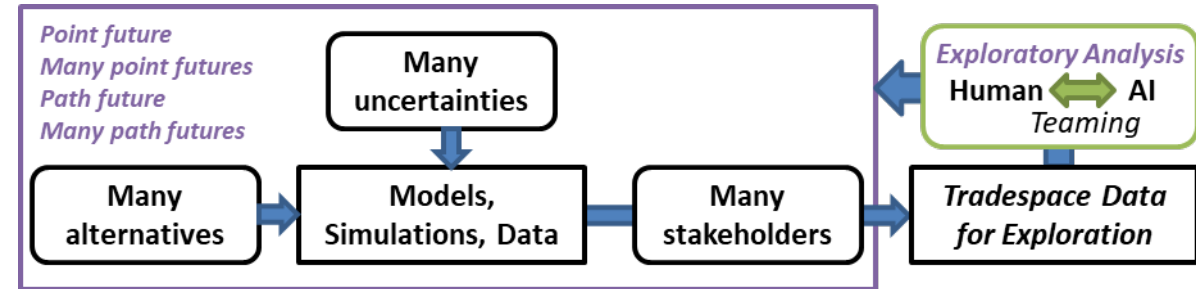 Point future
Many point futures
Path future
Many path futures
Many
uncertainties
Many
alternatives
Models,
Simulations, Data
Many
stakeholders
Exploratory Analysis
Human AI
Teaming
Tradespace Data
for Exploration